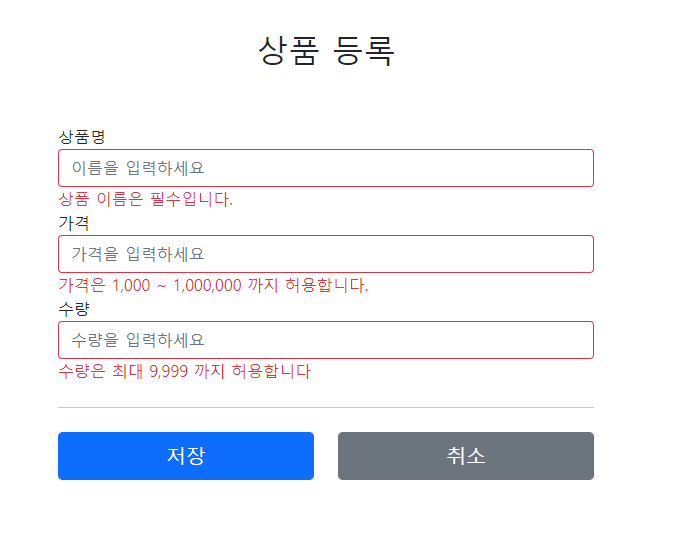 상품 등록
상품명
이름을 입력하세요
상품 이름은 필수입니다.
가격
가격을 입력하세요
가격은 1,000 ~ 1,000,000 까지 허용합니다.
수량
수량을 입력하세요
수량은 최대 9,999 까지 허용합니다
저장 취소